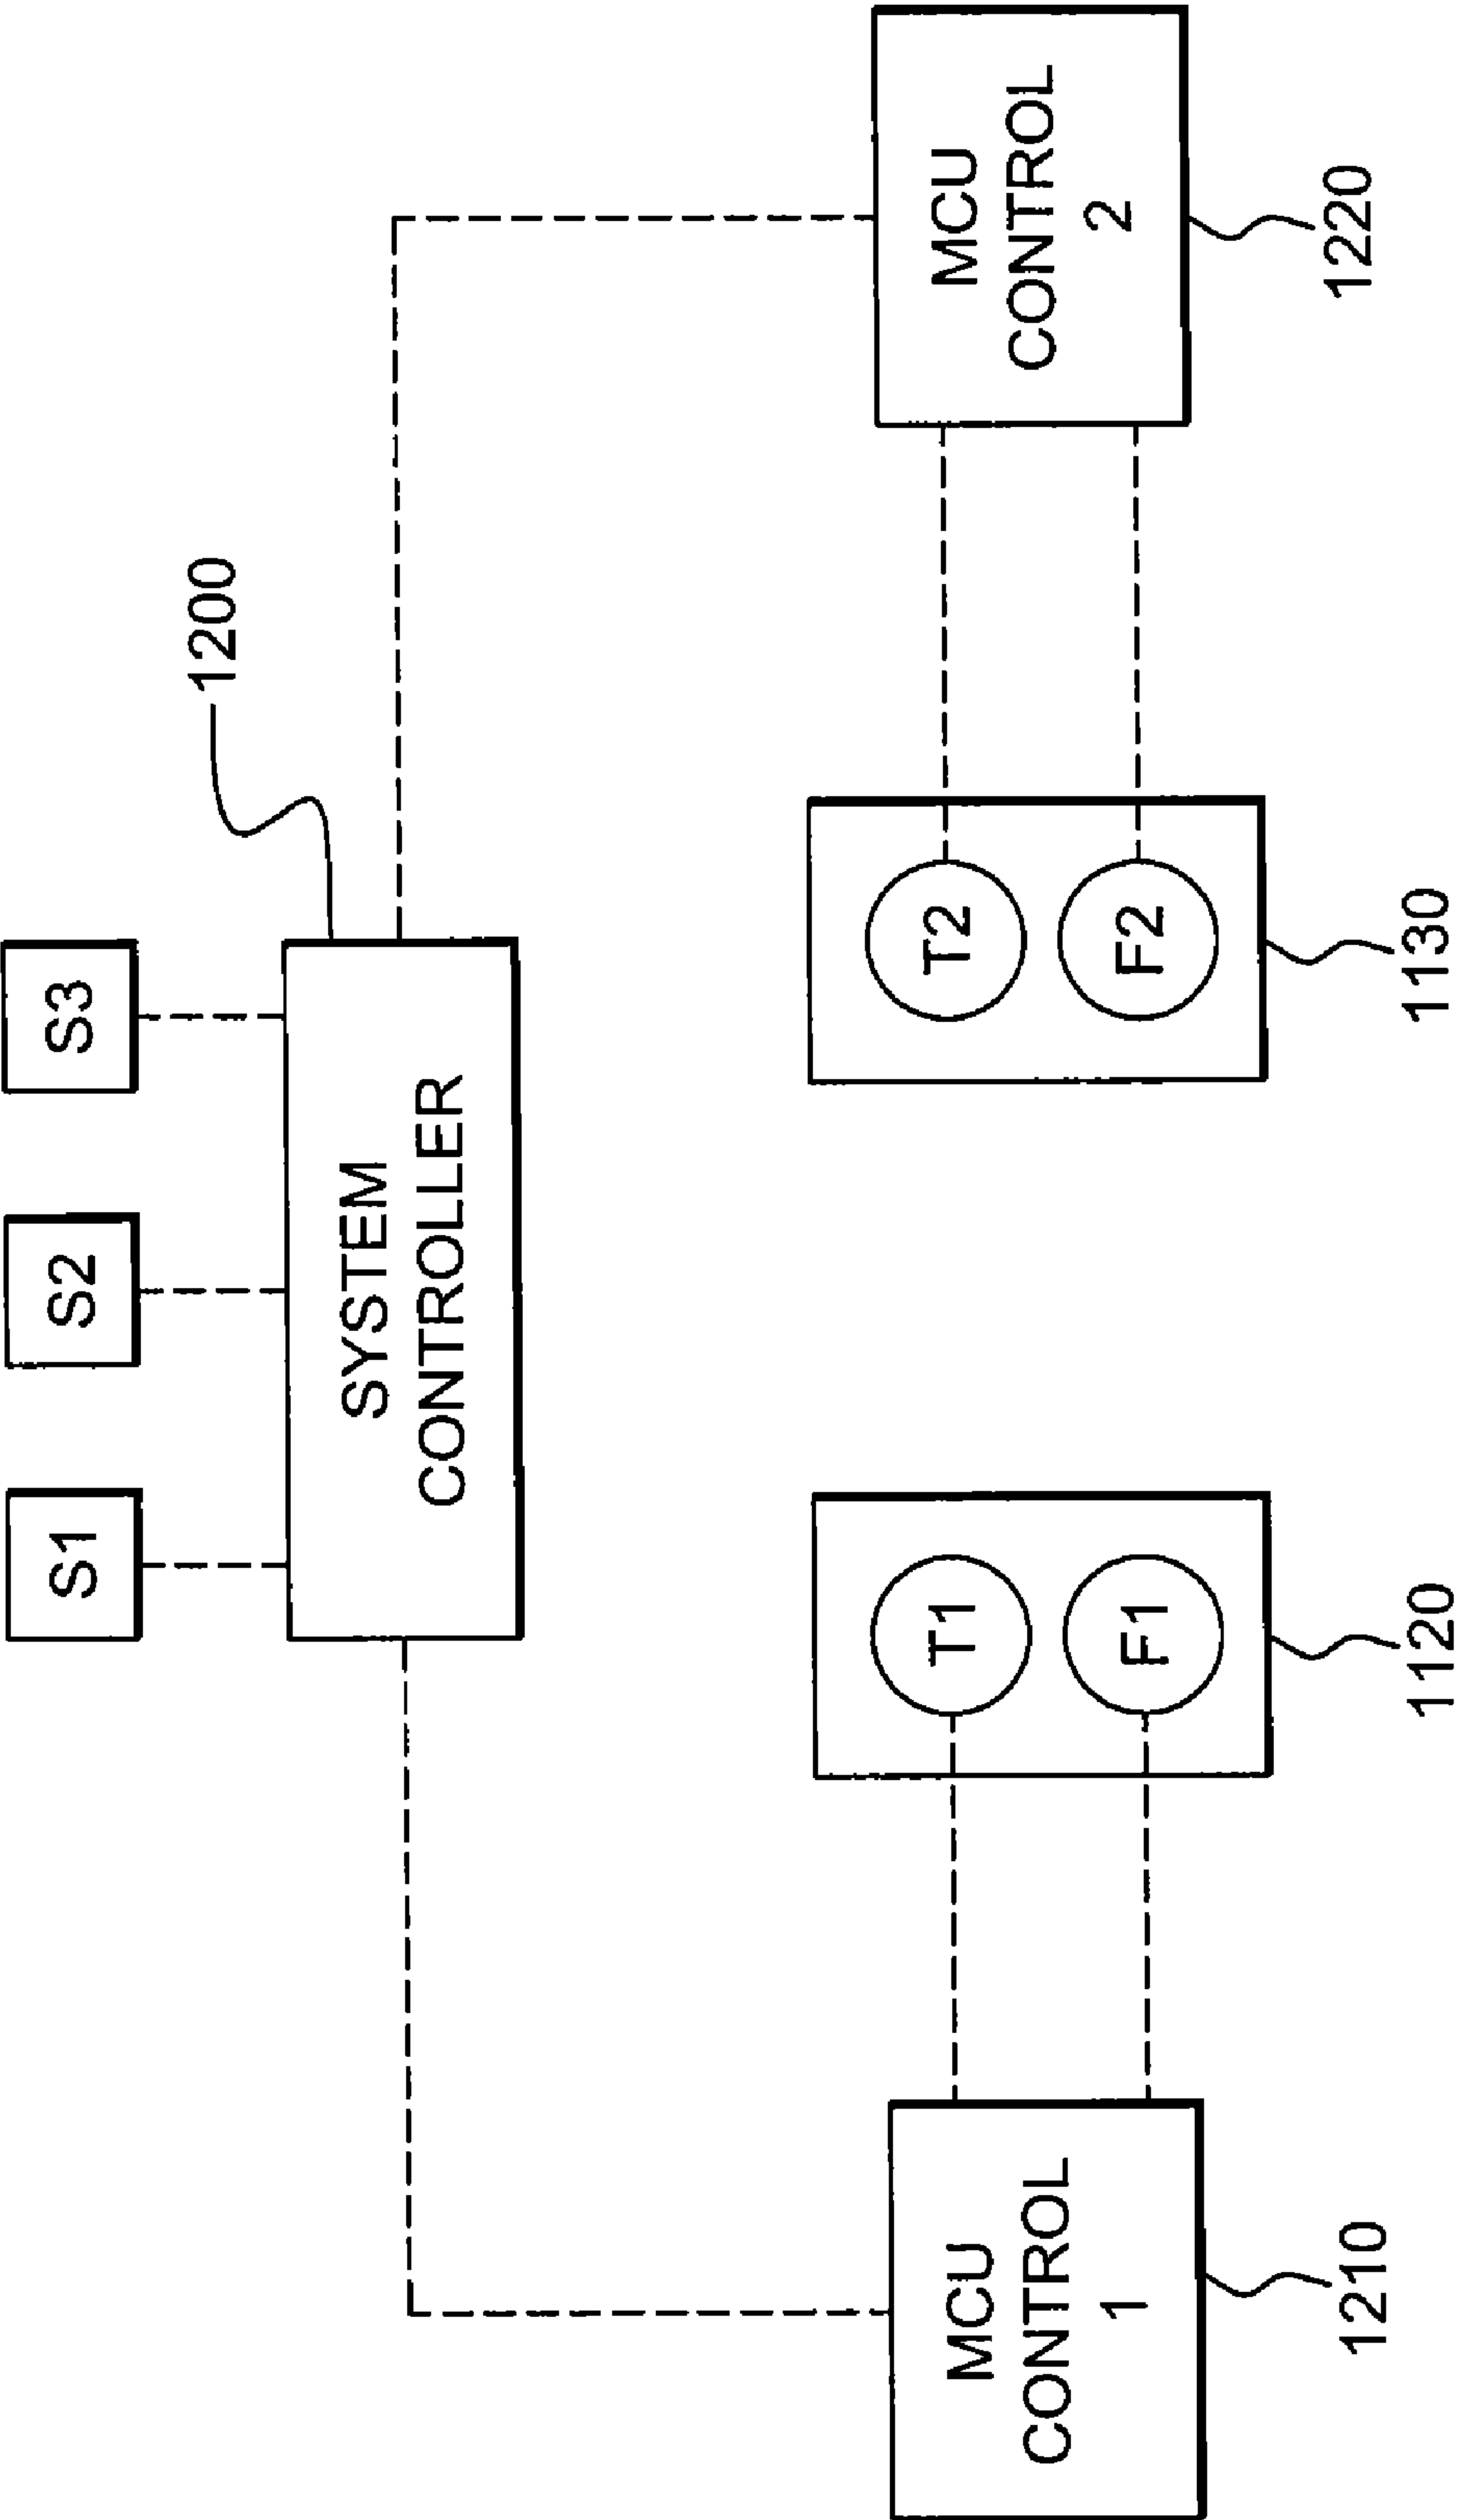 S1
S2
S3
1200
SYSTEM
CONTROLLER
MCU
CONTROL
1
T1
F1
T2
F2
MCU
CONTROL
2
1210
1120
1130
1220